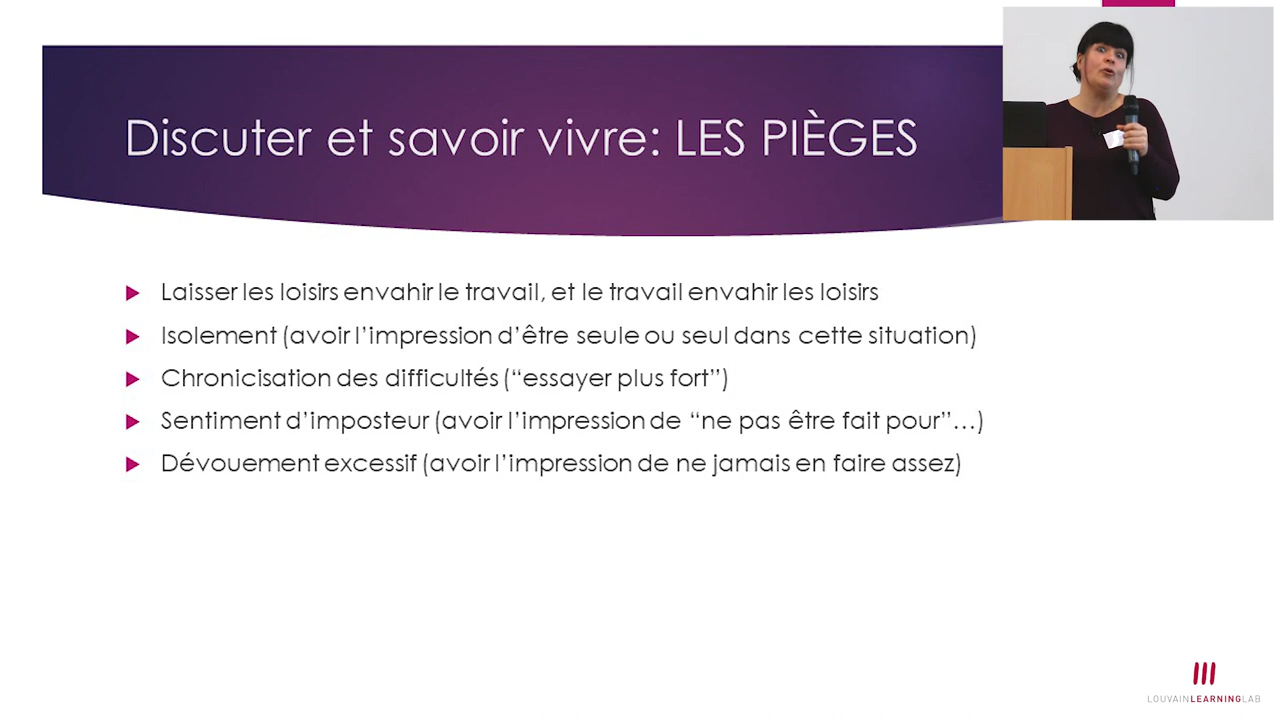 Discuter et savoir vivre: LES PIÈGES
Laisser les loisirs envahir le travail, et le travail envahir les loisirs
Isolement (avoir l’impression d’être seule ou seul dans cette situation)
Chronicisation des difficultés (“essayer plus fort”)
Sentiment d’imposteur (avoir l’impression de “ne pas être fait pour”…)
Dévouement excessif (avoir l’impression de ne jamais en faire assez)
LOUVAINLEARNINGLAB